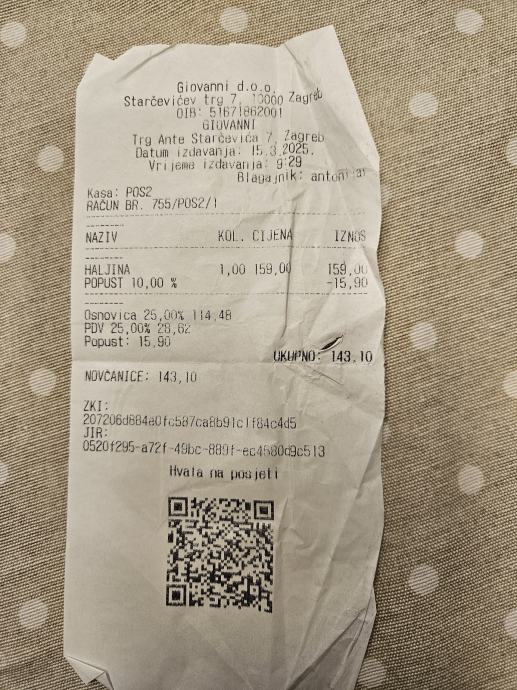 Giovanni d.o.o.
Starčevićev trg 7, 10000 Zagreb
OIB: 51671862001
GIOVANNI
Trg Ante Starčevića 7, Zagreb
Datum izdavanja: 15.3.2025.
Vrijeme izdavanja: 9:29
Blagajnik: antonijar
Kasa: POS2
RAČUN BR. 755/POS2/1
NAZIV KOL. CIJENA IZNOS
HALJINA 1,00 159,00 159,00
POPUST 10,00 % -15,90
Osnovica 25,00% 114,48
PDV 25,00% 28,62
Popust: 15,90
UKUPNO: 143,10
NOVČANICE: 143,10
ZKI:
207206d884a0fc587ca8b91c1f84c4d5
JIR:
0520f295-a72f-49bc-889f-ec4580d9c513
Hvala na posjeti